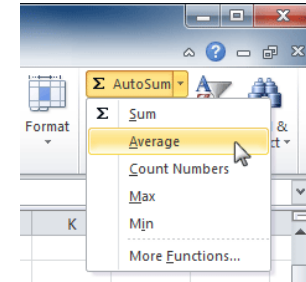 Σ AutoSum
Format
Σ Sum
Average
&
Count Numbers
Max
Min
K
More Functions...